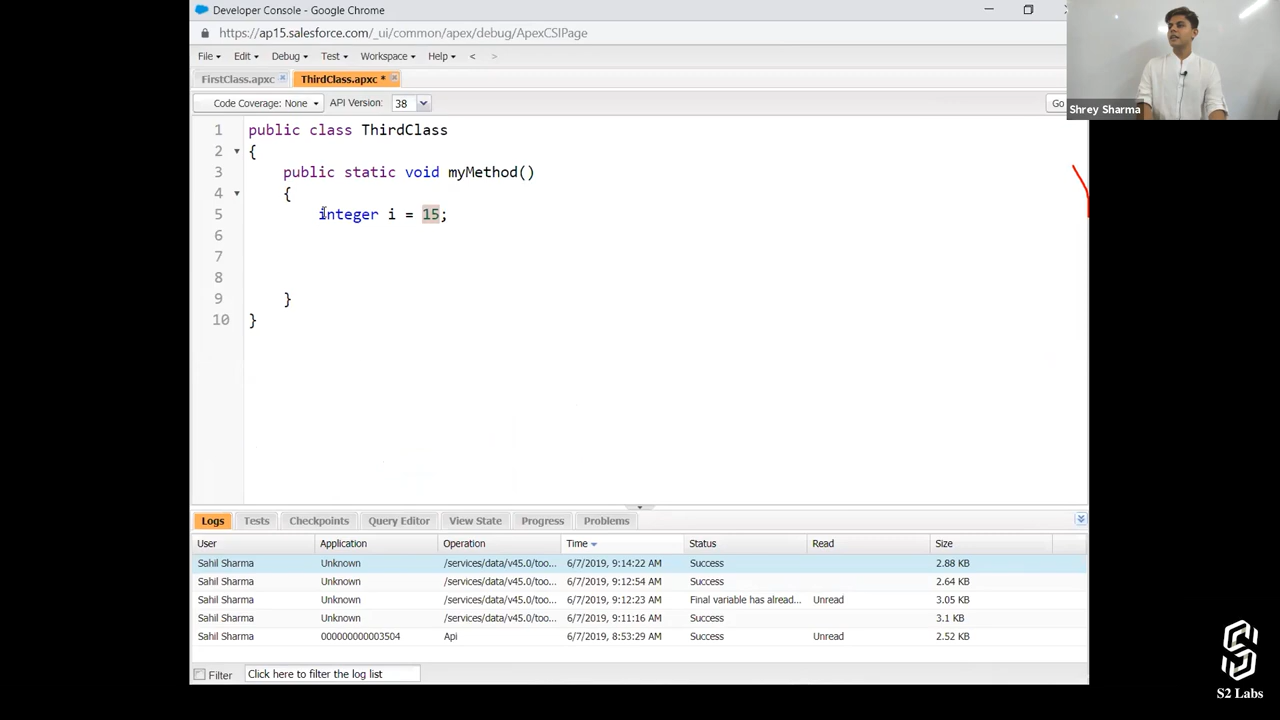 Developer Console - Google Chrome
https://ap15.salesforce.com/_ui/common/apex/debug/ApexCSIPage
File Edit Debug Test Workspace Help < >
FirstClass.apxc ThirdClass.apxc *
Code Coverage: None API Version: 38 Go
Shrey Sharma
1 public class ThirdClass
2 {
3 public static void myMethod()
4 {
5 integer i = 15;
6
7
8
9 }
10 }
Logs Tests Checkpoints Query Editor View State Progress Problems
User Application Operation Time Status Read Size
Sahil Sharma Unknown /services/data/v45.0/too... 6/7/2019, 9:14:22 AM Success 2.88 KB
Sahil Sharma Unknown /services/data/v45.0/too... 6/7/2019, 9:12:54 AM Success 2.64 KB
Sahil Sharma Unknown /services/data/v45.0/too... 6/7/2019, 9:12:23 AM Final variable has alread... Unread 3.05 KB
Sahil Sharma Unknown /services/data/v45.0/too... 6/7/2019, 9:11:16 AM Success 3.1 KB
Sahil Sharma 000000000003504 Api 6/7/2019, 8:53:29 AM Success Unread 2.52 KB
Filter Click here to filter the log list
S2 Labs